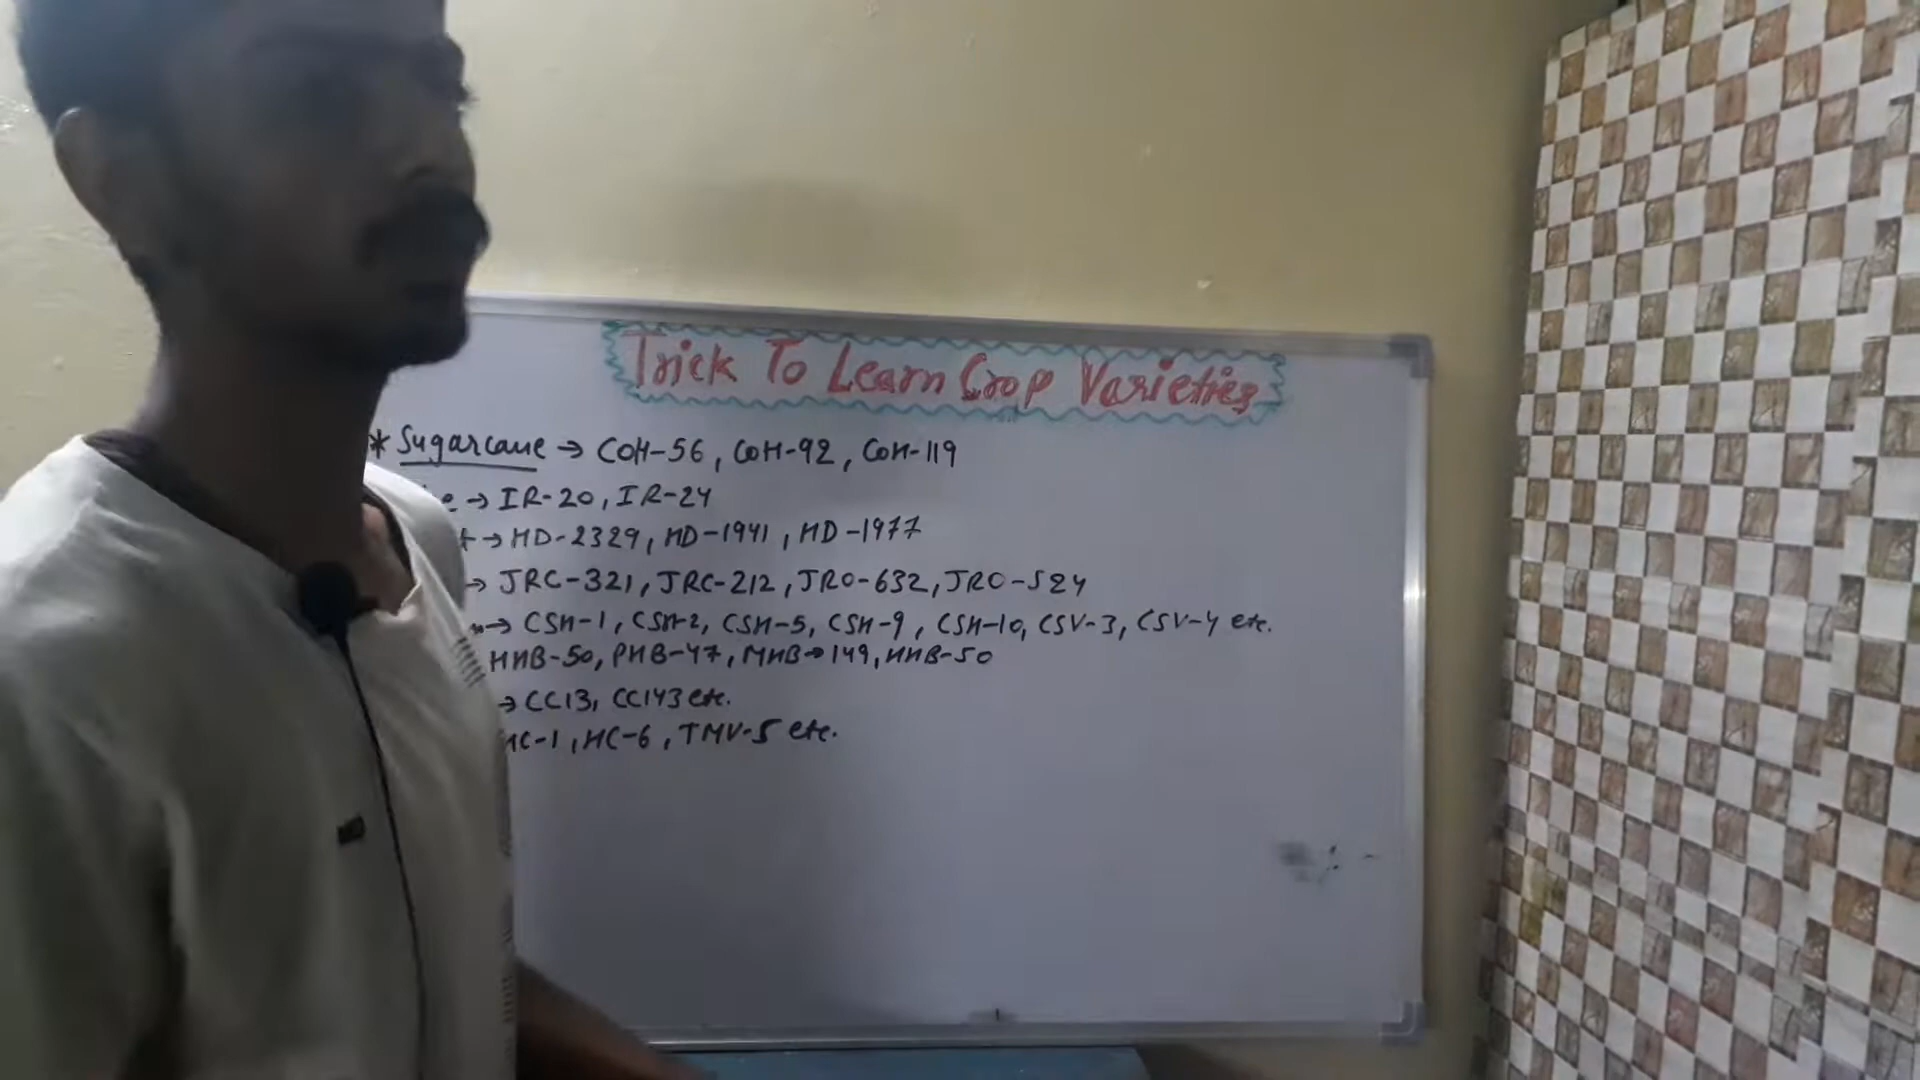 Trick To Learn Crop Varieties
* Sugarcane → COH-56, COH-92, COH-119
e → IR-20, IR-24
t → HD-2329, HD-1941, HD-1977
→ JRC-321, JRC-212, JRO-632, JRO-524
→ CSH-1, CSH-2, CSH-5, CSH-9, CSH-10, CSV-3, CSV-4 etc.
HHB-50, PHB-47, MHB→149, HHB-50
→ CC13, CC143 etc.
HC-1, HC-6, TMV-5 etc.